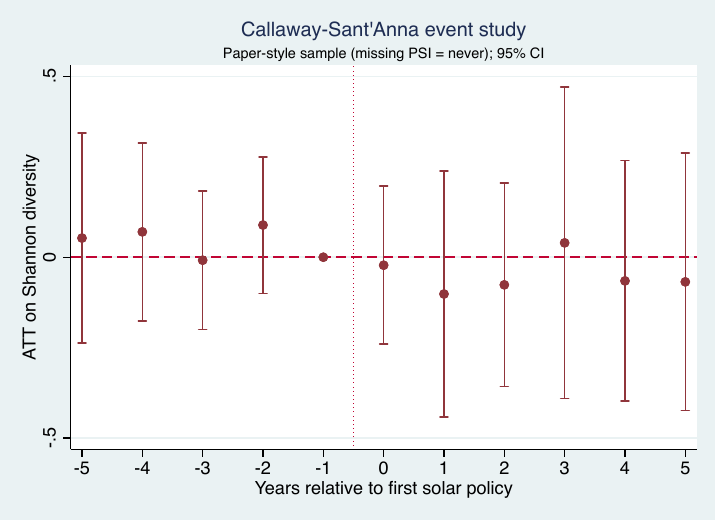 Callaway-Sant'Anna event study
Paper-style sample (missing PSI = never); 95% CI
ATT on Shannon diversity
.5
0
-.5
-5 -4 -3 -2 -1 0 1 2 3 4 5
Years relative to first solar policy